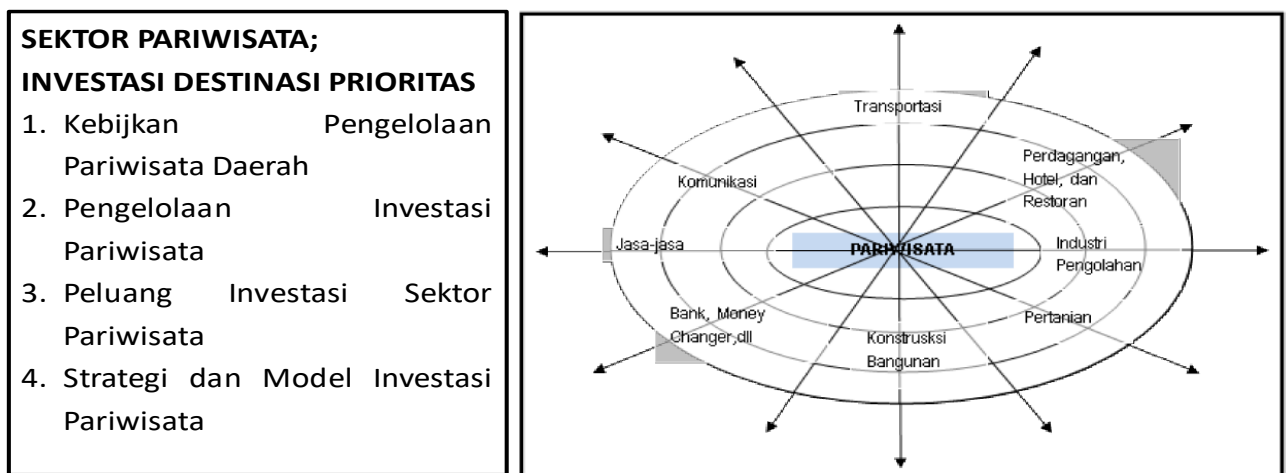 SEKTOR PARIWISATA;
INVESTASI DESTINASI PRIORITAS
1. Kebijkan Pengelolaan
Pariwisata Daerah
2. Pengelolaan Investasi
Pariwisata
3. Peluang Investasi Sektor
Pariwisata
4. Strategi dan Model Investasi
Pariwisata
Transportasi
Komunikasi
Perdagangan,
Hotel, dan
Restoran
Jasa-jasa
PARIWISATA
Industri
Pengolahan
Bank, Money
Changer,dll
Konstrusksi
Bangunan
Pertanian